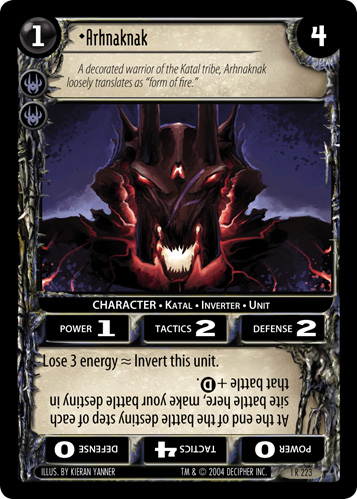 1
•Arhnaknak
4
A decorated warrior of the Katal tribe, Arhnaknak
loosely translates as "form of fire."
CHARACTER • KATAL • INVERTER • UNIT
POWER 1 TACTICS 2 DEFENSE 2
Lose 3 energy ≈ Invert this unit.
At the end of the battle destiny step of each
site battle here, make your battle destiny in
that battle + D.
POWER 0 TACTICS 4 DEFENSE 0
ILLUS. BY KIERAN YANNER TM & © 2004 DECIPHER INC. 1 R 223